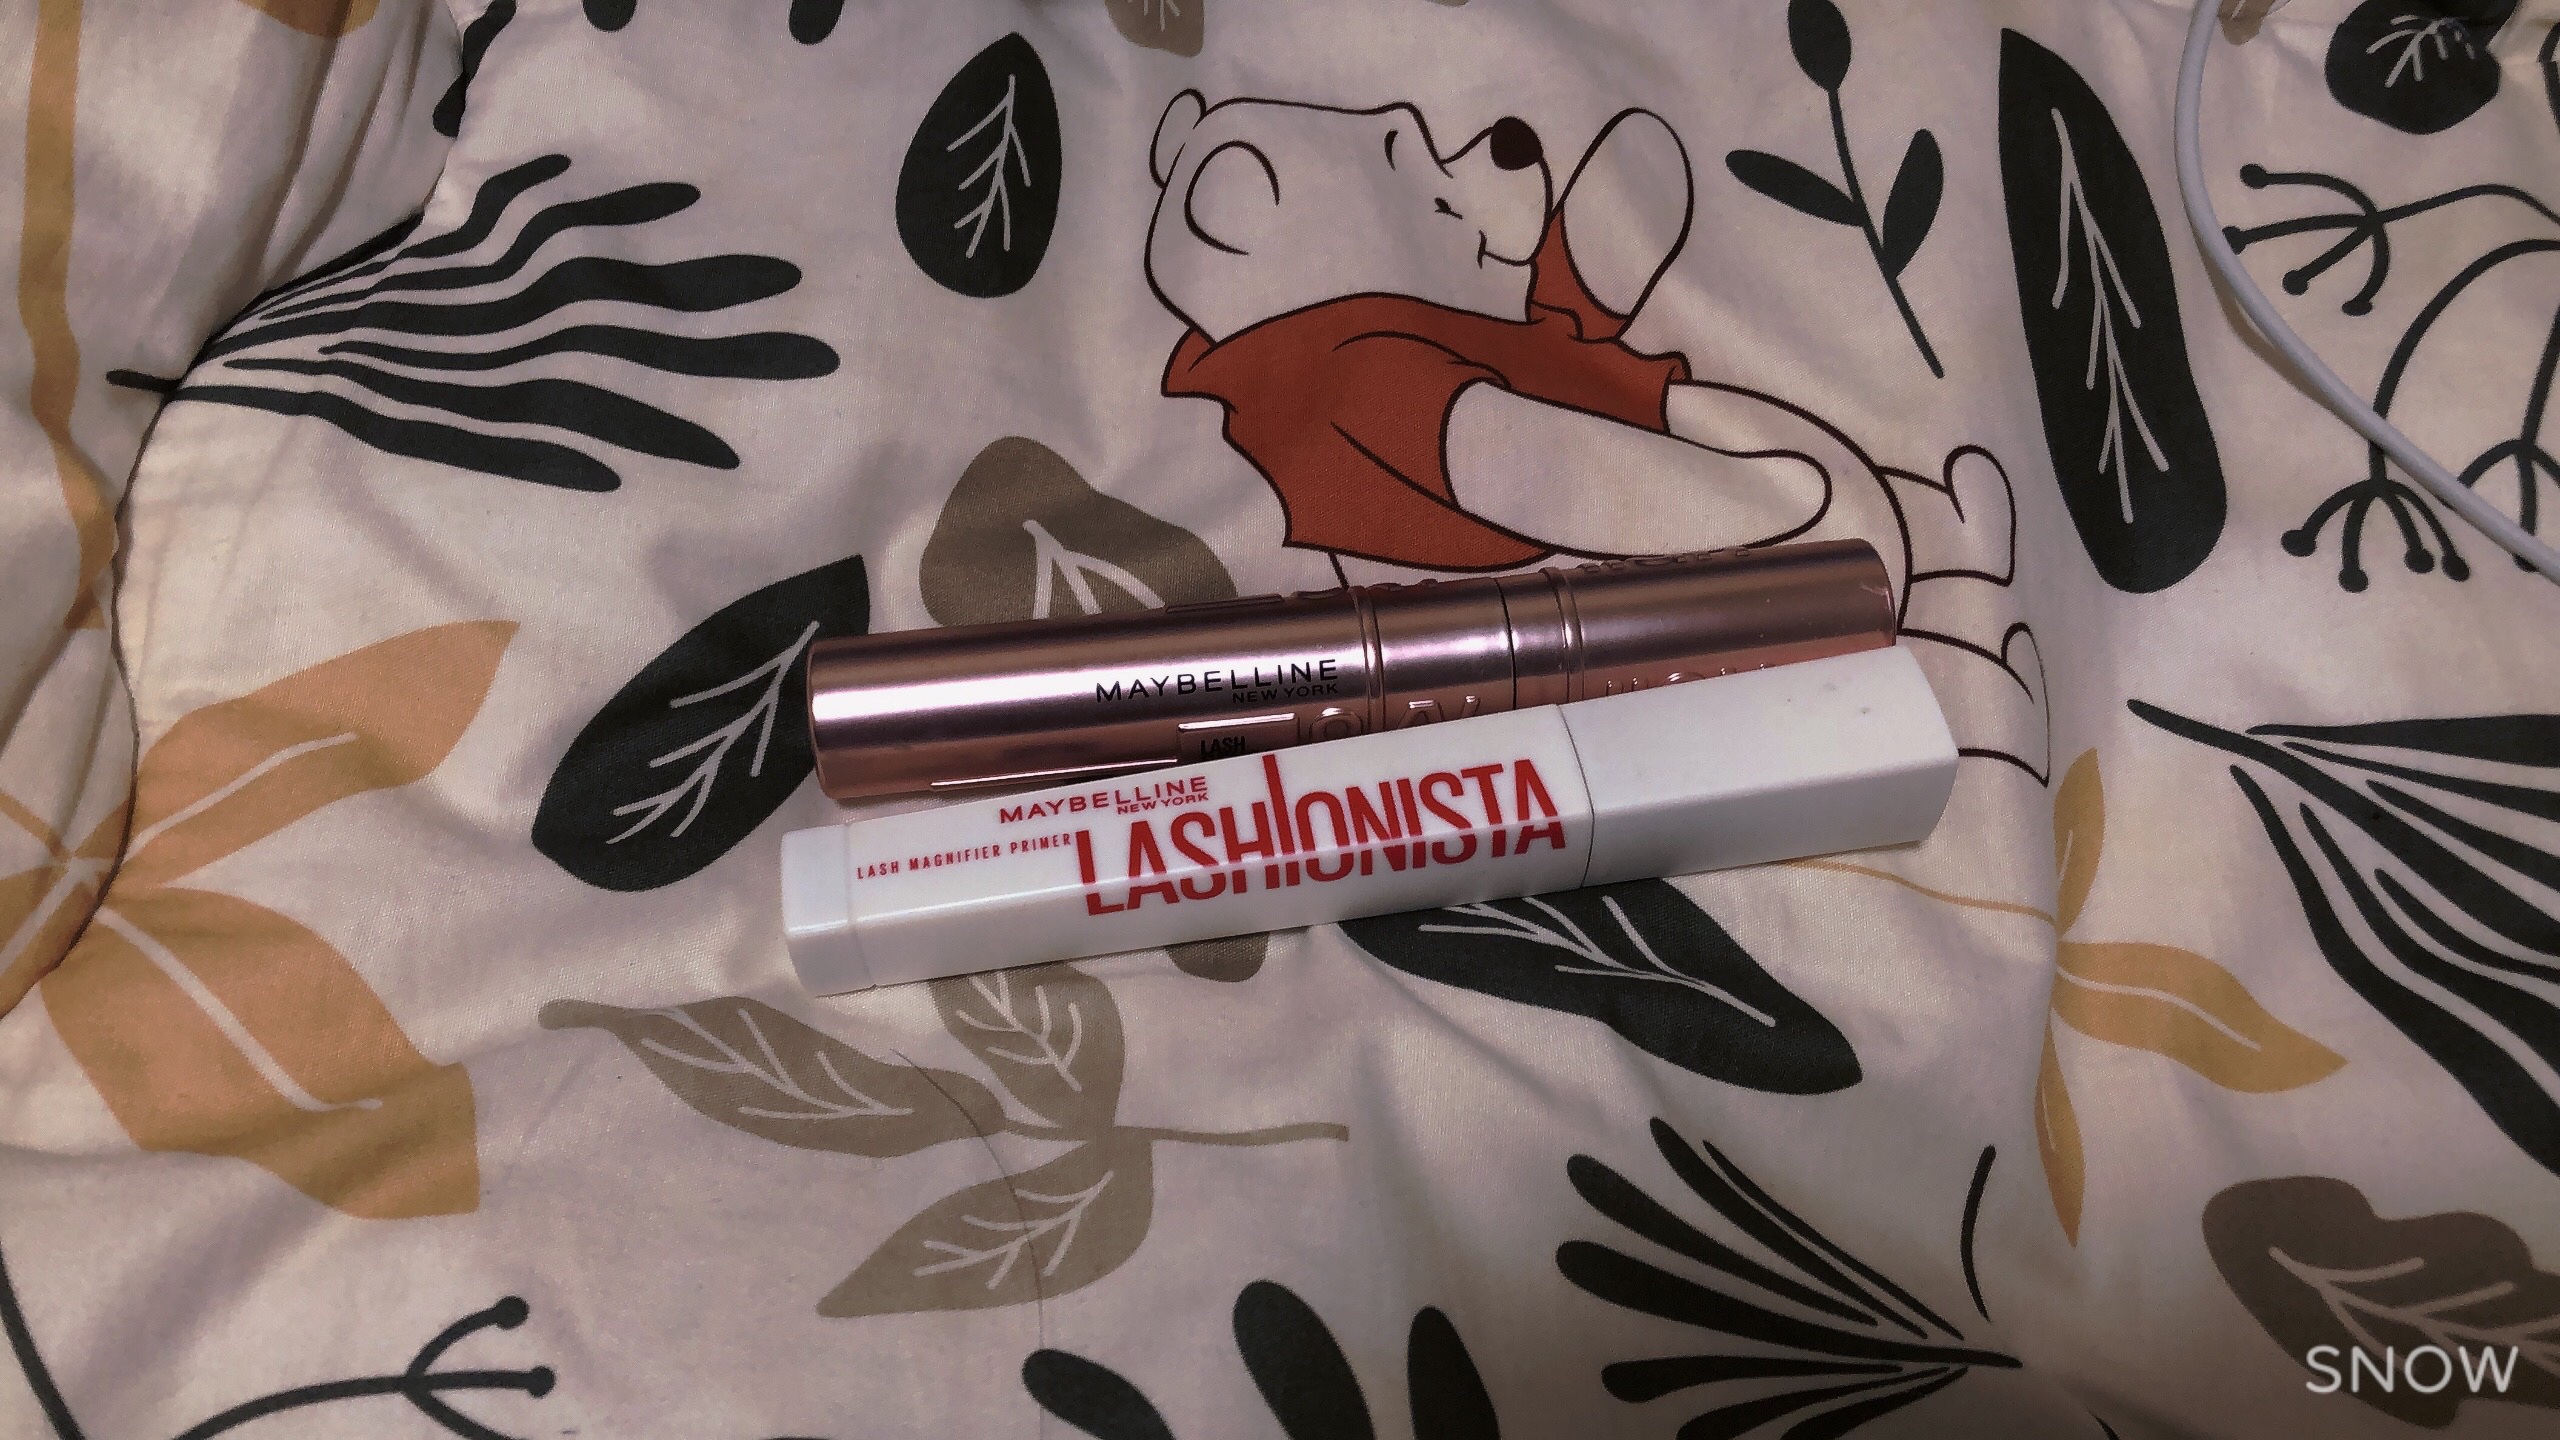 MAYBELLINE
NEW YORK
LASH
MAYBELLINE
NEW YORK
LASH MAGNIFIER PRIMER
LASHIONISTA
SNOW